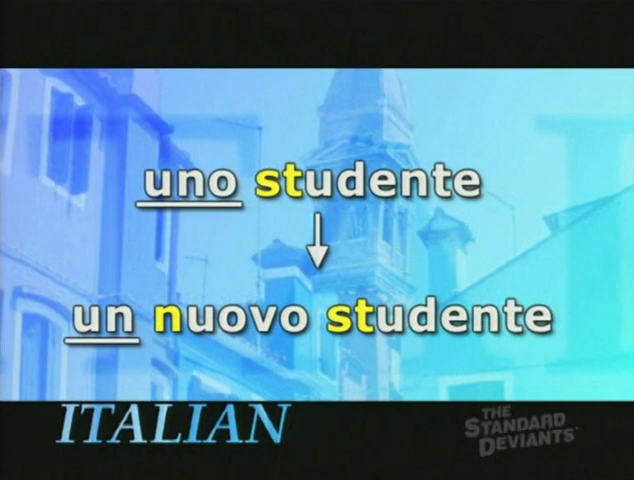 uno studente
un nuovo studente
ITALIAN
THE
STANDARD
DEVIANTS